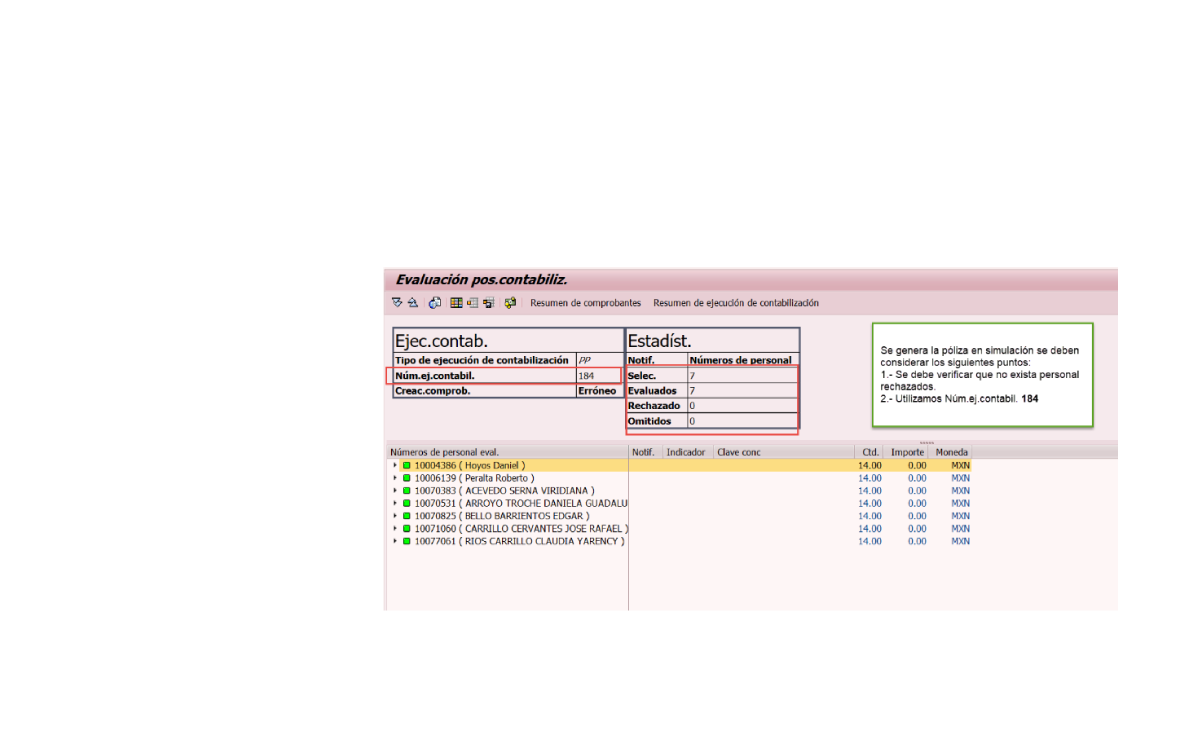 Evaluación pos.contabiliz.
Resumen de comprobantes Resumen de ejecución de contabilización
Ejec.contab.
Tipo de ejecución de contabilización PP
Núm.ej.contabil. 184
Creac.comprob. Erróneo
Estadíst.
Notif. Números de personal
Selec. 7
Evaluados 7
Rechazado 0
Omitidos 0
Se genera la póliza en simulación se deben
considerar los siguientes puntos:
1.- Se debe verificar que no exista personal
rechazados.
2.- Utilizamos Núm.ej.contabil. 184
Números de personal eval. Notif. Indicador Clave conc Ctd. Importe Moneda
10004386 ( Hoyos Daniel ) 14.00 0.00 MXN
10006139 ( Peralta Roberto ) 14.00 0.00 MXN
10070383 ( ACEVEDO SERNA VIRIDIANA ) 14.00 0.00 MXN
10070531 ( ARROYO TROCHE DANIELA GUADALU 14.00 0.00 MXN
10070825 ( BELLO BARRIENTOS EDGAR ) 14.00 0.00 MXN
10071060 ( CARRILLO CERVANTES JOSE RAFAEL ) 14.00 0.00 MXN
10077061 ( RIOS CARRILLO CLAUDIA YARENCY ) 14.00 0.00 MXN